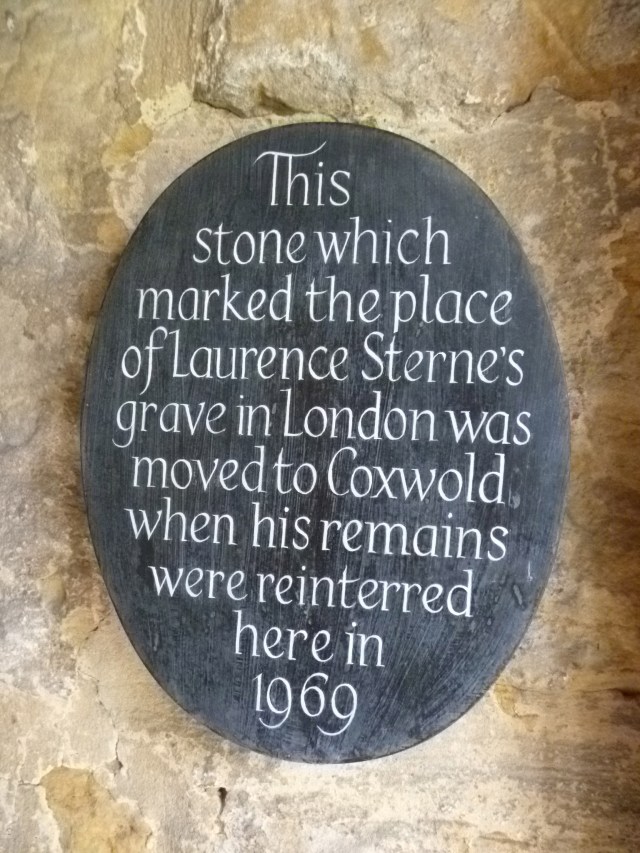 This
stone which
marked the place
of Laurence Sterne's
grave in London was
moved to Coxwold
when his remains
were reinterred
here in
1969